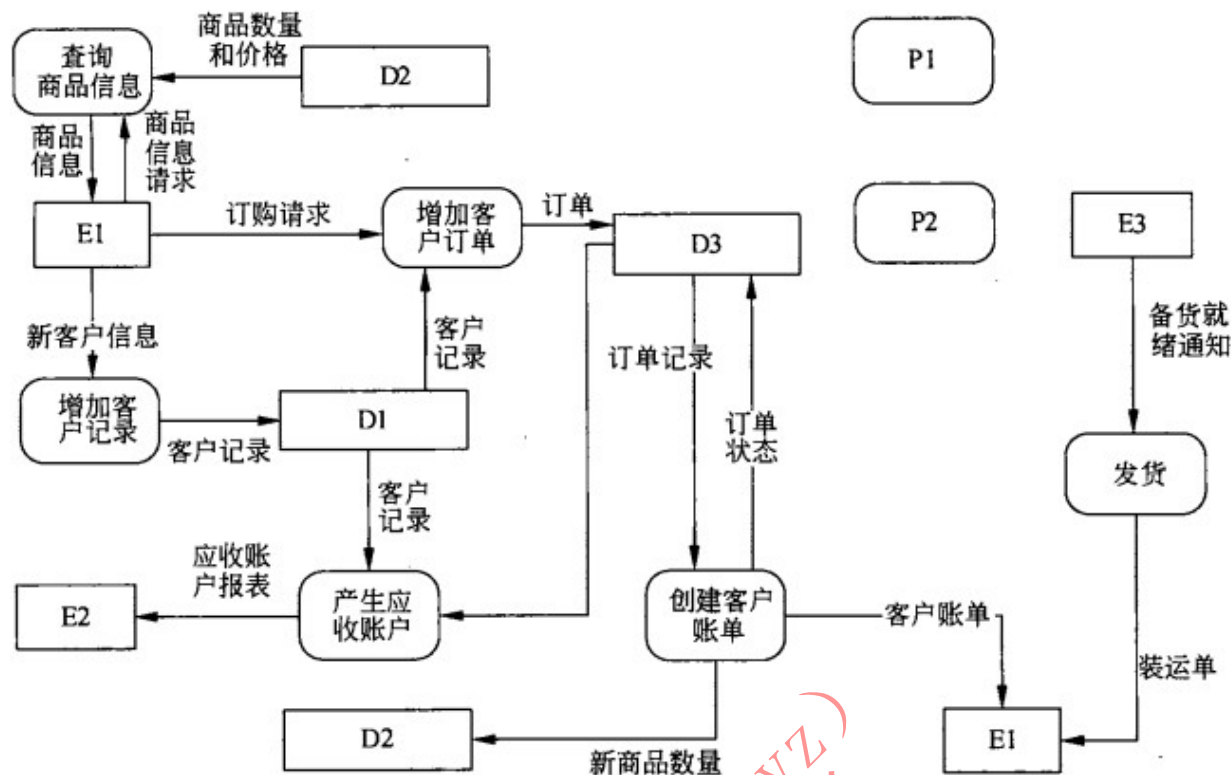 商品数量
和价格
查询
商品信息
D2
P1
商品
信息
商品
信息
请求
E1
订购请求
增加客
户订单
订单
D3
P2
E3
新客户信息
客户
记录
订单记录
订单
状态
备货就
绪通知
增加客
户记录
客户记录
D1
发货
客户
记录
应收账
户报表
E2
产生应
收账户
创建客户
账单
客户账单
装运单
D2
新商品数量
E1